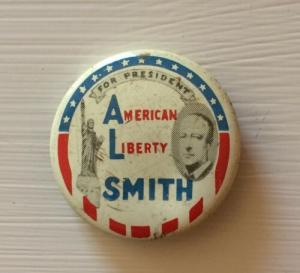 FOR PRESIDENT
AMERICAN
LIBERTY
SMITH